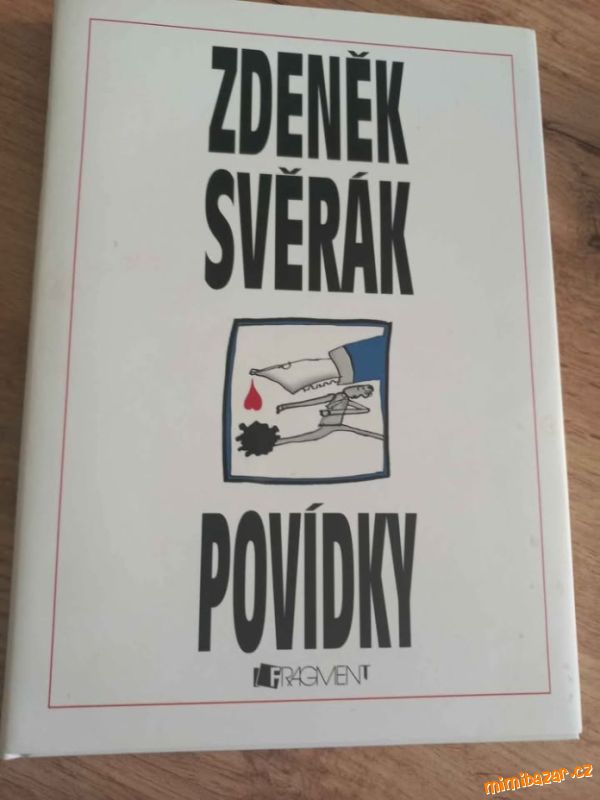 ZDENĚK
SVĚRÁK
POVÍDKY
FRAGMENT
mimibazar.cz